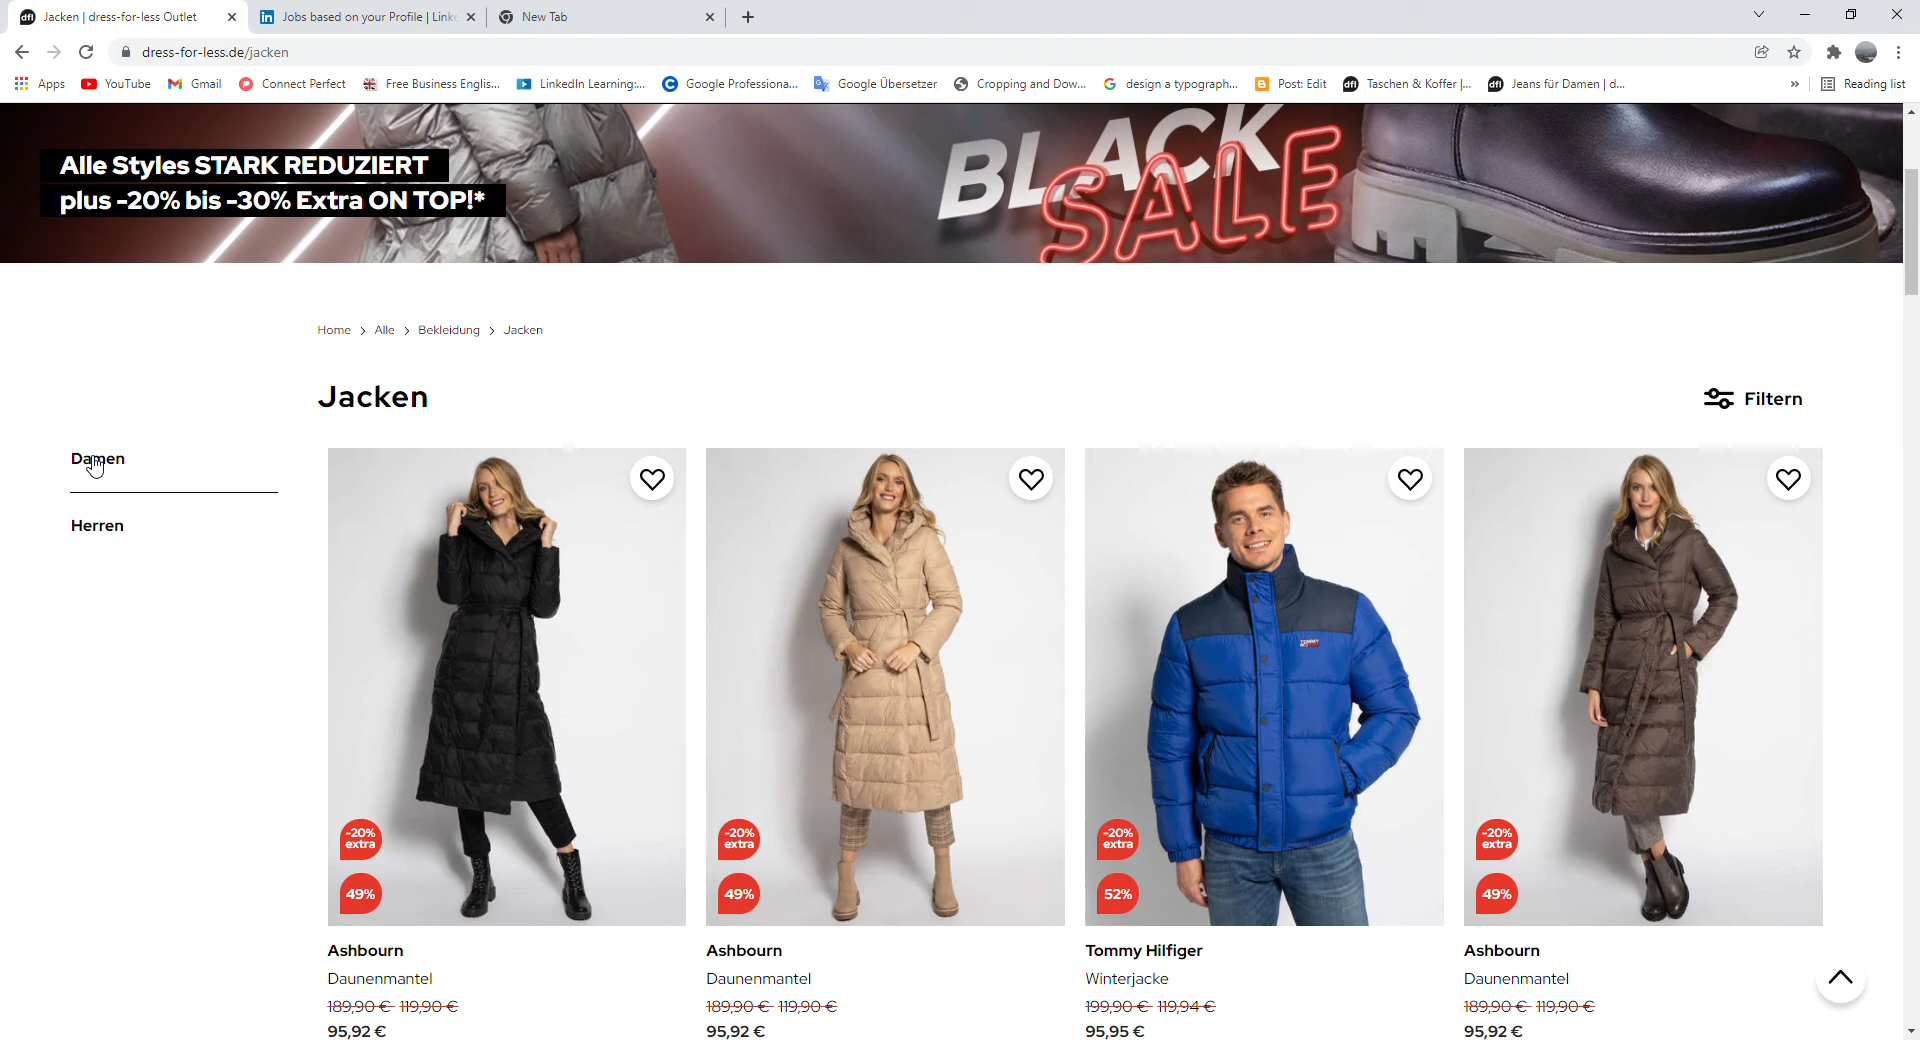 Jacken | dress-for-less Outlet
Jobs based on your Profile | Linke
New Tab
dress-for-less.de/jacken
Apps
YouTube
Gmail
Connect Perfect
Free Business Englis...
LinkedIn Learning:...
Google Professiona...
Google Übersetzer
Cropping and Dow...
design a typograph...
Post: Edit
Taschen & Koffer |...
Jeans für Damen | d...
»
Reading list
Alle Styles STARK REDUZIERT
plus -20% bis -30% Extra ON TOP!*
BLACK
SALE
Home > Alle > Bekleidung > Jacken
Jacken
Filtern
Damen
Herren
-20%
extra
49%
-20%
extra
49%
TOMMY
-20%
extra
52%
-20%
extra
49%
Ashbourn
Daunenmantel
189,90 € 119,90 €
95,92 €
Ashbourn
Daunenmantel
189,90 € 119,90 €
95,92 €
Tommy Hilfiger
Winterjacke
199,90 € 119,94 €
95,95 €
Ashbourn
Daunenmantel
189,90 € 119,90 €
95,92 €